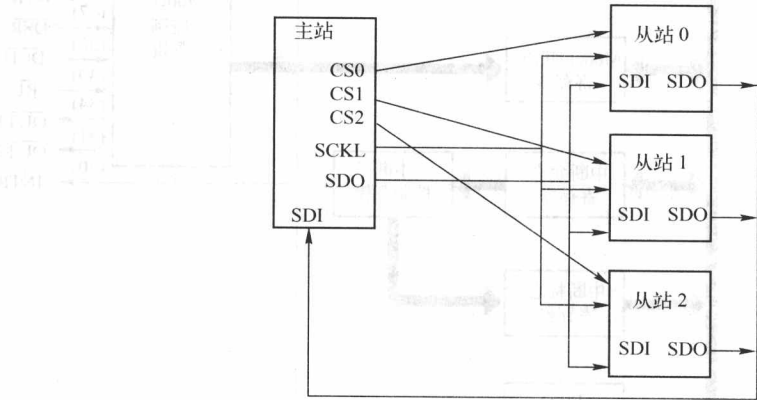 主站
CS0
CS1
CS2
SCKL
SDO
SDI
从站 0
SDI SDO
从站 1
SDI SDO
从站 2
SDI SDO